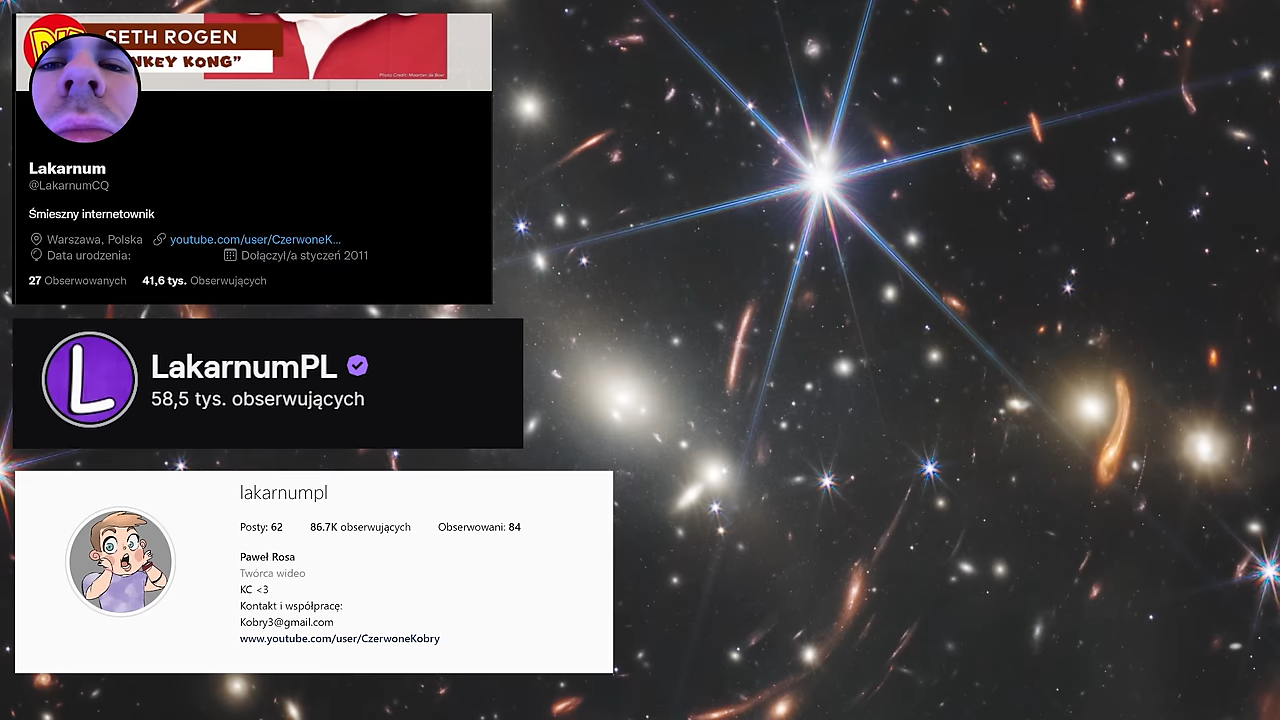 SETH ROGEN
NKEY KONG”
Photo Credit: Maarten de Boer
Lakarnum
@LakarnumCQ
Śmieszny internetownik
Warszawa, Polska youtube.com/user/CzerwoneK...
Data urodzenia: Dołączył/a styczeń 2011
27 Obserwowanych 41,6 tys. Obserwujących
L LakarnumPL
58,5 tys. obserwujących
lakarnumpl
Posty: 62 86.7K obserwujących Obserwowani: 84
Paweł Rosa
Twórca wideo
KC <3
Kontakt i współpracę:
Kobry3@gmail.com
www.youtube.com/user/CzerwoneKobry